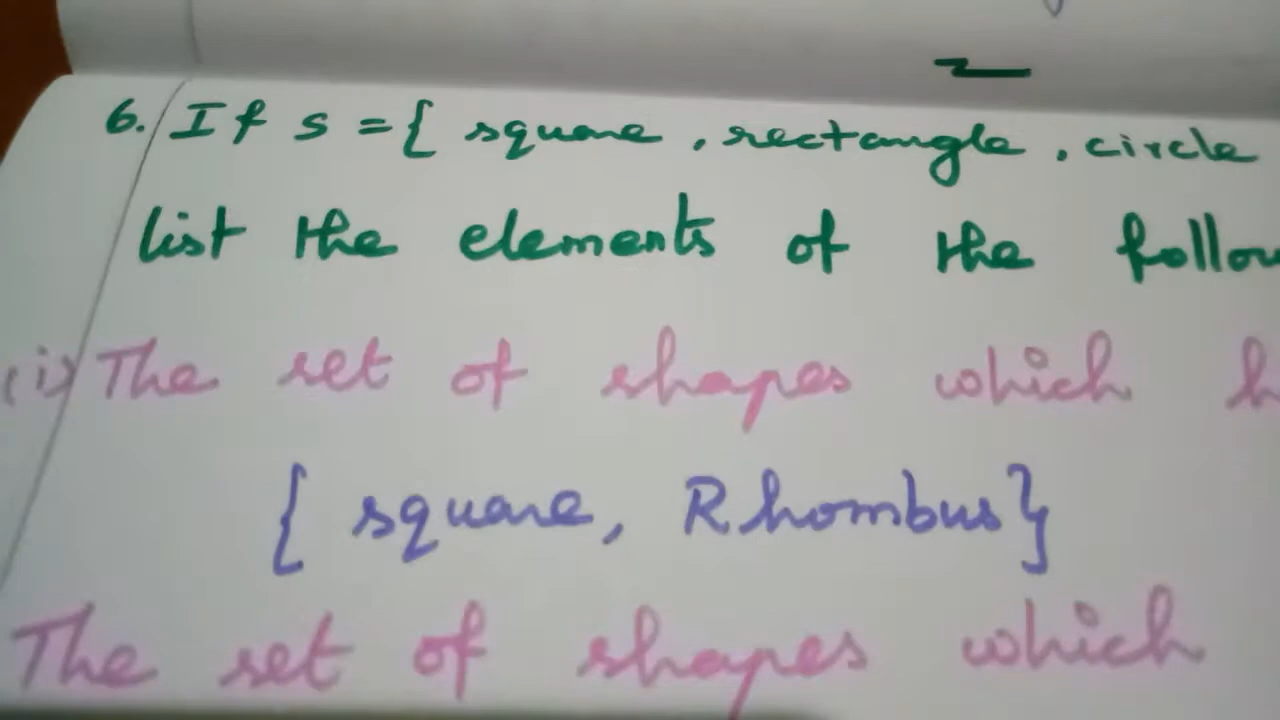 6. If s = { square , rectangle , circle
list the elements of the follow
(i) The set of shapes which h
{ square, Rhombus}
The set of shapes which